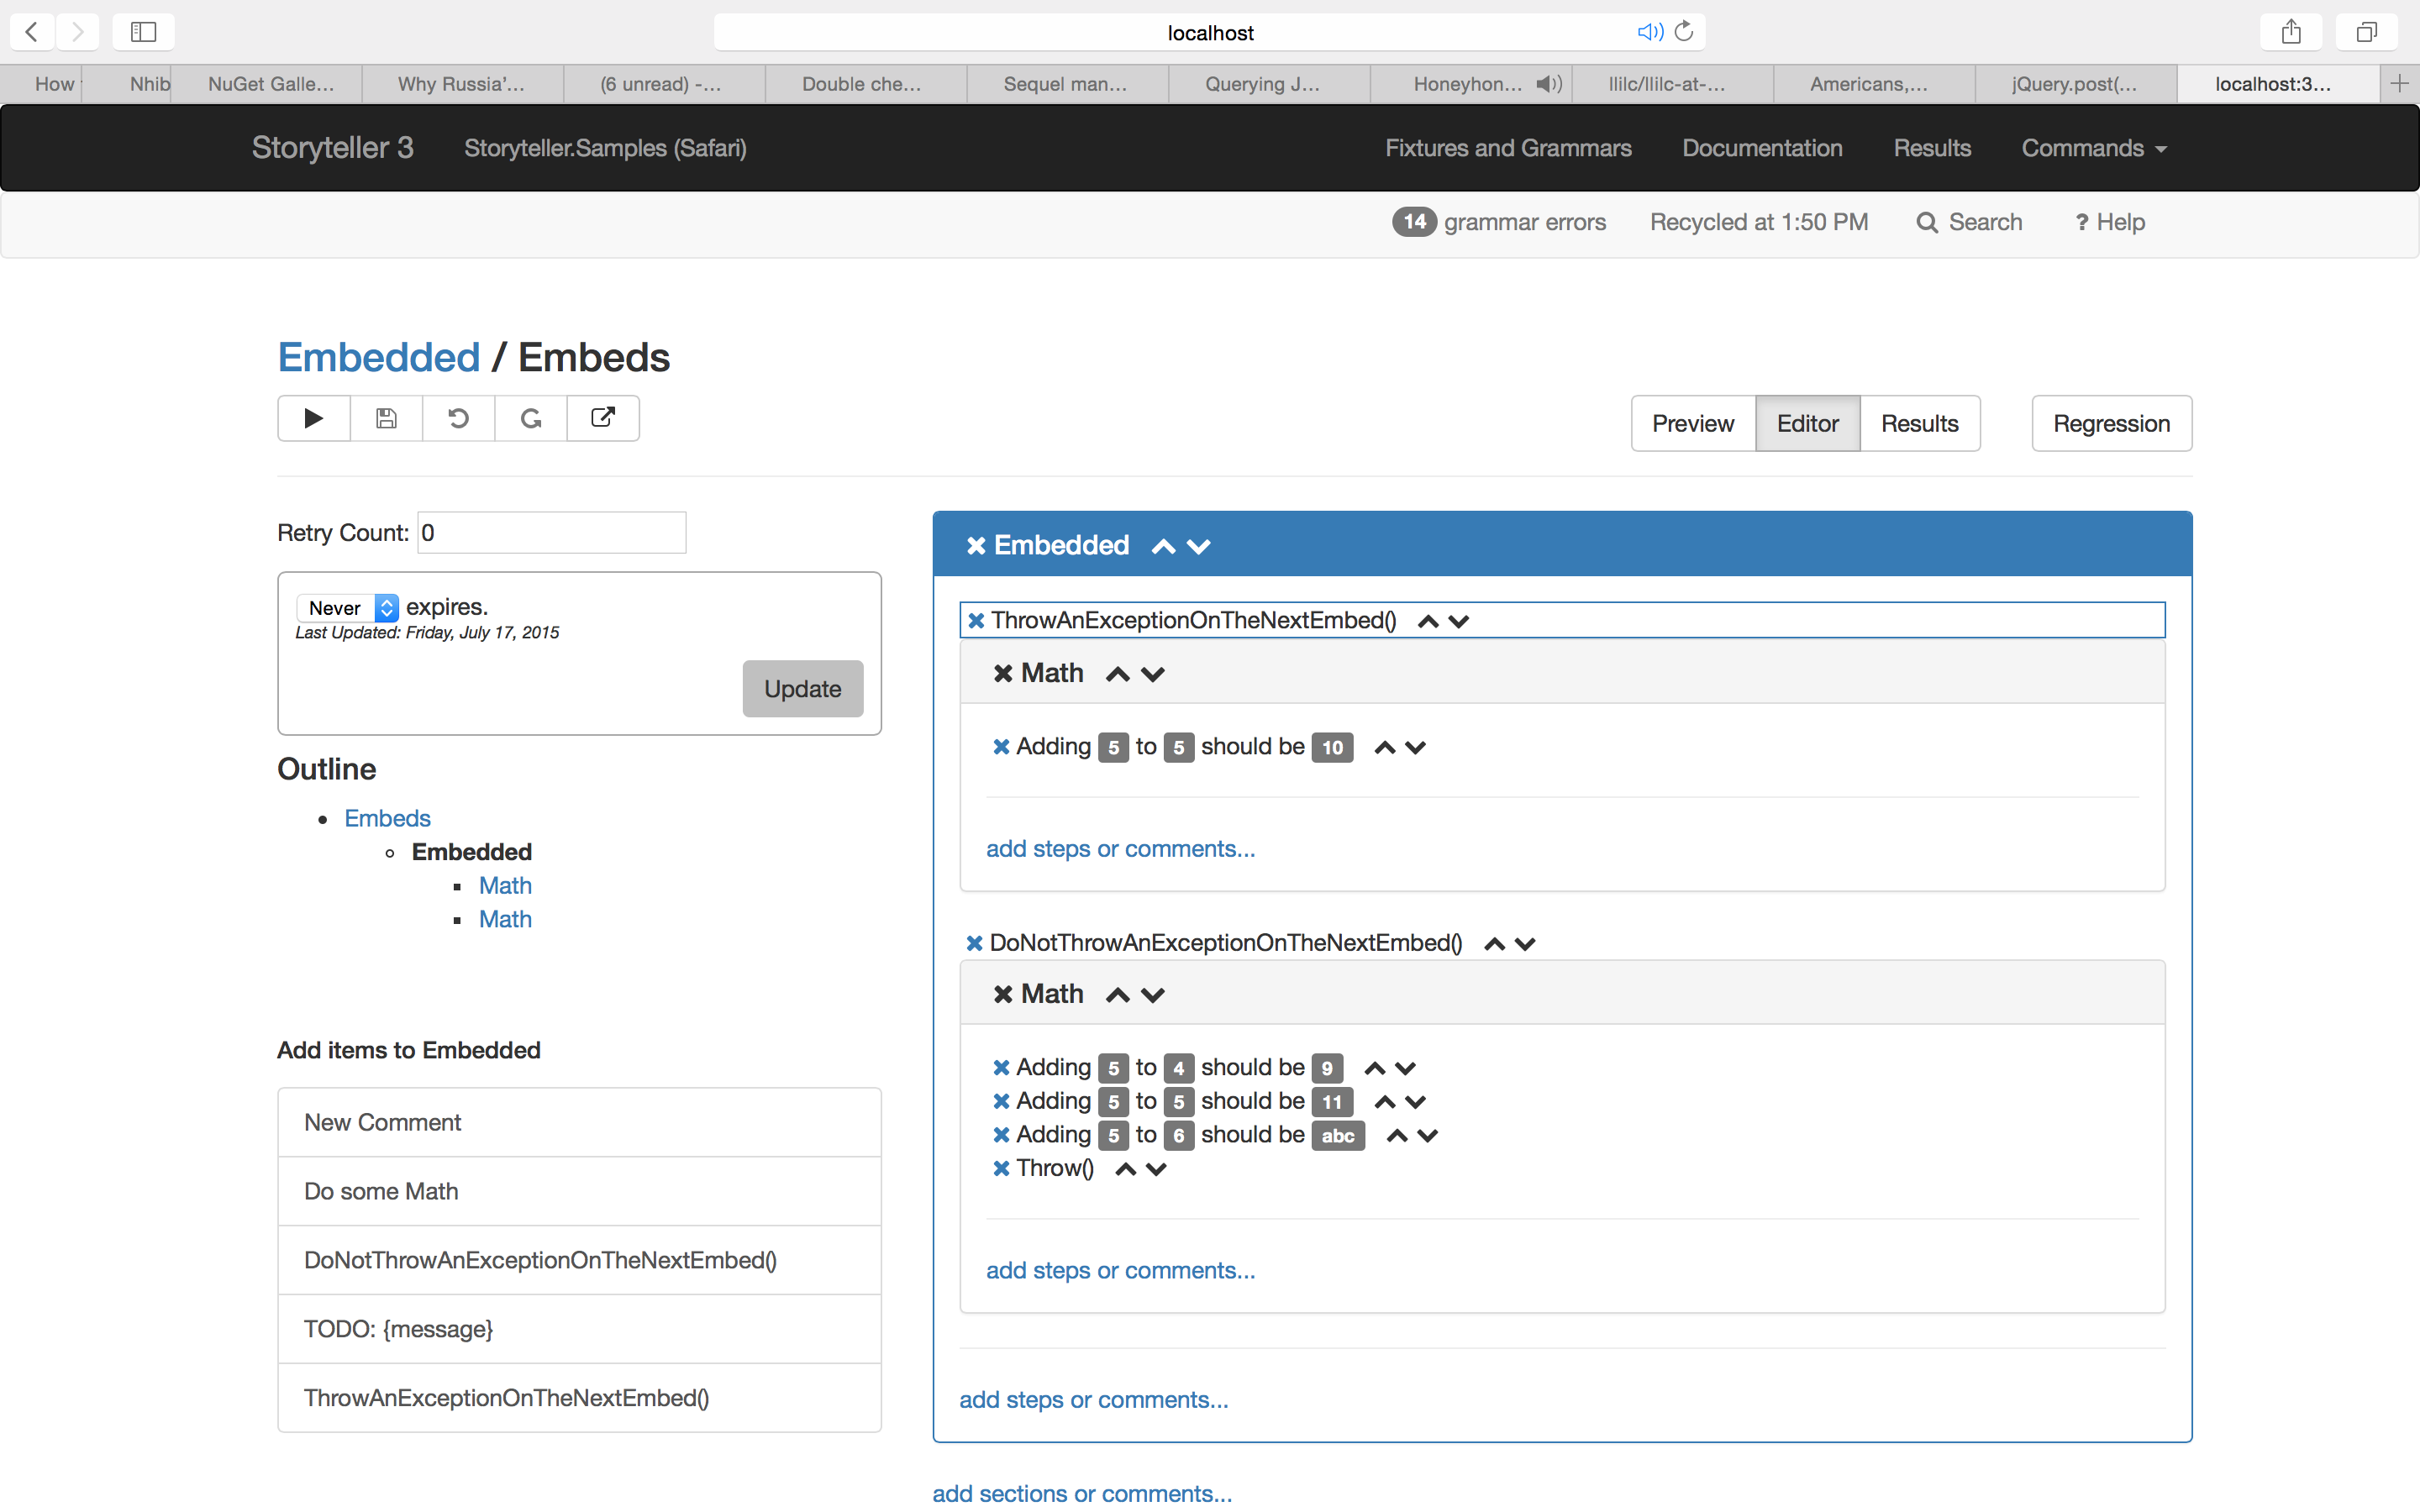 localhost
How
Nhib
NuGet Galle...
Why Russia'...
(6 unread) -...
Double che...
Sequel man...
Querying J...
Honeyhon...
llilc/llilc-at-...
Americans,...
jQuery.post(...
localhost:3...
Storyteller 3 Storyteller.Samples (Safari) Fixtures and Grammars Documentation Results Commands
14 grammar errors Recycled at 1:50 PM Search ? Help
Embedded / Embeds
Preview Editor Results Regression
Retry Count: 0
Never expires.
Last Updated: Friday, July 17, 2015
Update
Outline
Embeds
Embedded
Math
Math
Add items to Embedded
New Comment
Do some Math
DoNotThrowAnExceptionOnTheNextEmbed()
TODO: {message}
ThrowAnExceptionOnTheNextEmbed()
Embedded
ThrowAnExceptionOnTheNextEmbed()
Math
Adding 5 to 5 should be 10
add steps or comments...
DoNotThrowAnExceptionOnTheNextEmbed()
Math
Adding 5 to 4 should be 9
Adding 5 to 5 should be 11
Adding 5 to 6 should be abc
Throw()
add steps or comments...
add steps or comments...
add sections or comments...